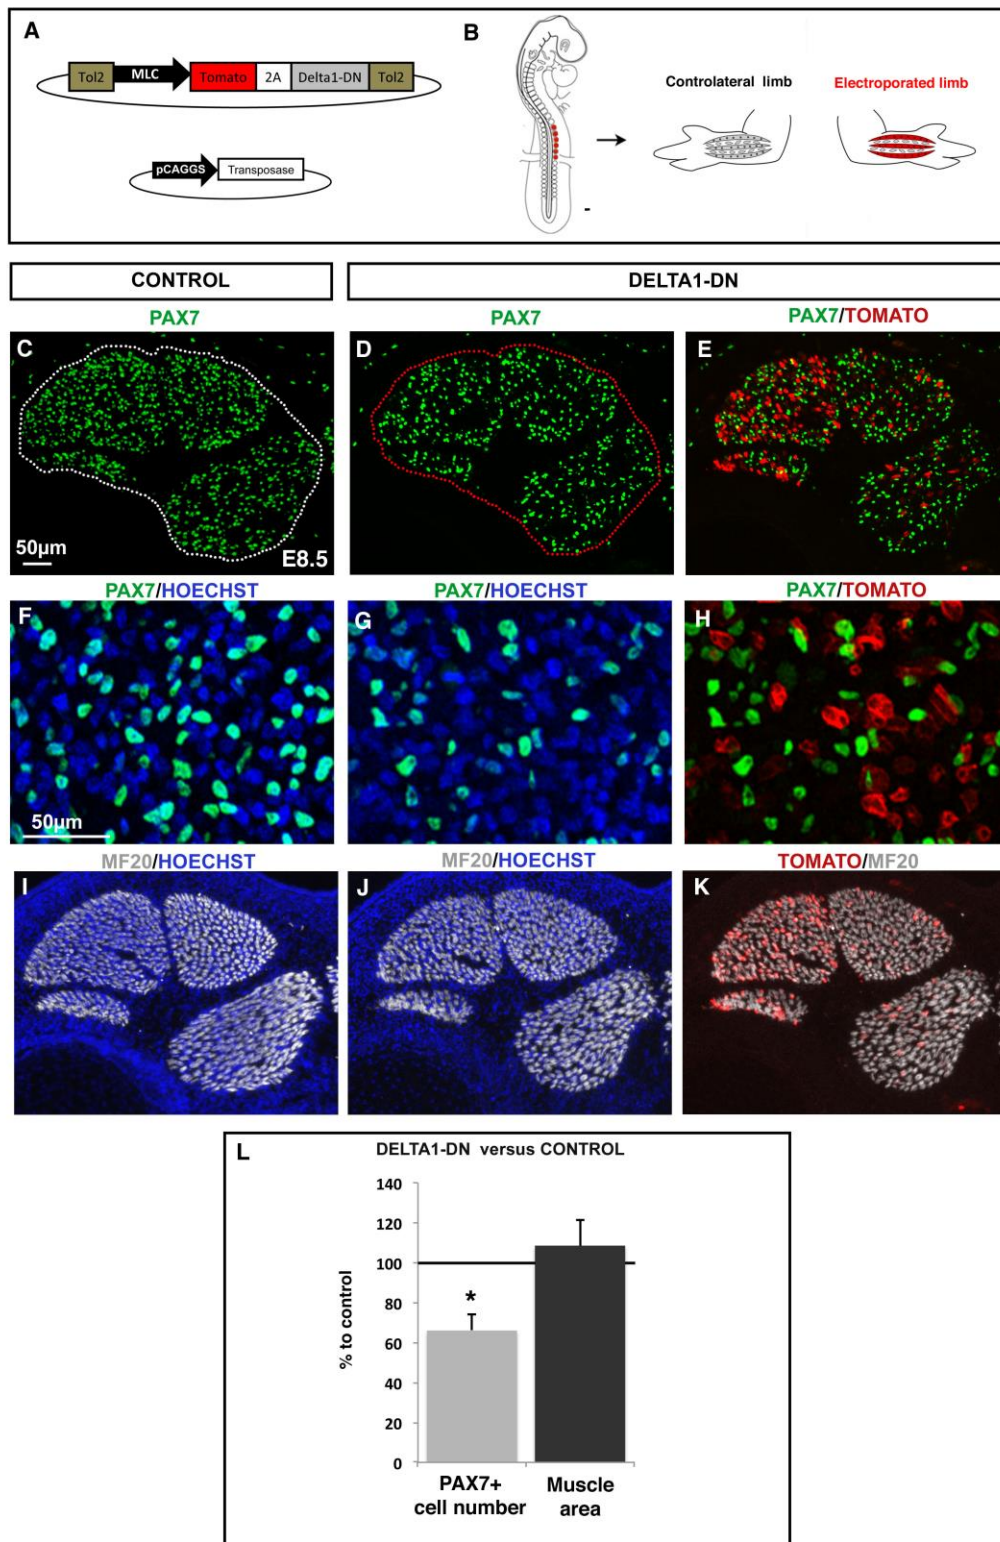 A
Tol2 MLC Tomato 2A Delta1-DN Tol2
pCAGGS Transposase
B
Controlateral limb
Electroporated limb
CONTROL
DELTA1-DN
PAX7
PAX7
PAX7/TOMATO
C
50µm
E8.5
D
E
PAX7/HOECHST
PAX7/HOECHST
PAX7/TOMATO
F
50µm
G
H
MF20/HOECHST
MF20/HOECHST
TOMATO/MF20
I
J
K
L
DELTA1-DN versus CONTROL
% to control
140
120
100
80
60
40
20
0
*
PAX7+
cell number
Muscle
area